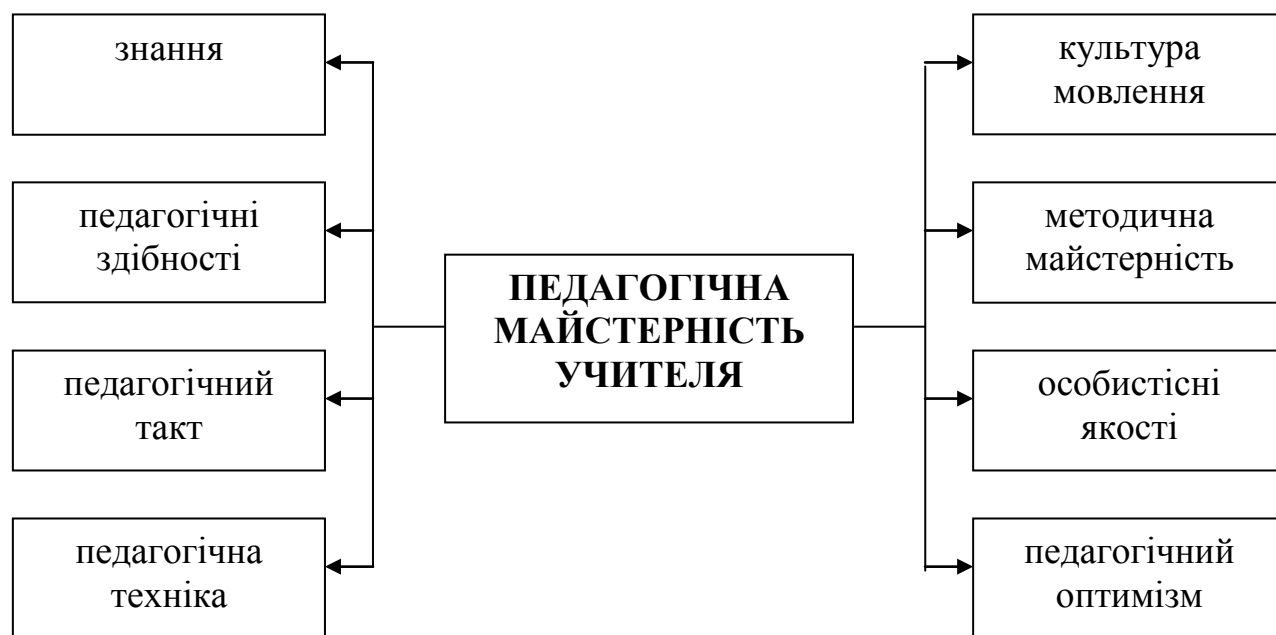 знання
педагогічні
здібності
педагогічний
такт
педагогічна
техніка
ПЕДАГОГІЧНА
МАЙСТЕРНІСТЬ
УЧИТЕЛЯ
культура
мовлення
методична
майстерність
особистісні
якості
педагогічний
оптимізм